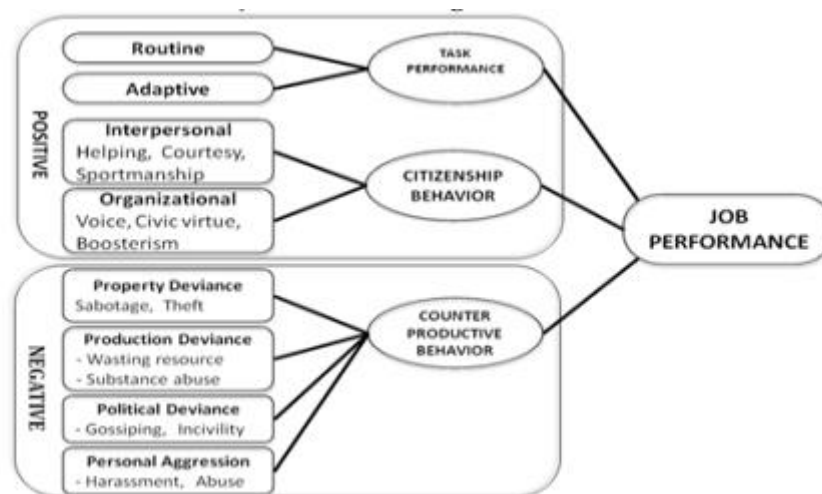 POSITIVE
Routine
Adaptive
Interpersonal
Helping, Courtesy,
Sportmanship
Organizational
Voice, Civic virtue,
Boosterism
TASK
PERFORMANCE
CITIZENSHIP
BEHAVIOR
NEGATIVE
Property Deviance
Sabotage, Theft
Production Deviance
- Wasting resource
- Substance abuse
Political Deviance
- Gossiping, Incivility
Personal Aggression
- Harassment, Abuse
COUNTER
PRODUCTIVE
BEHAVIOR
JOB
PERFORMANCE